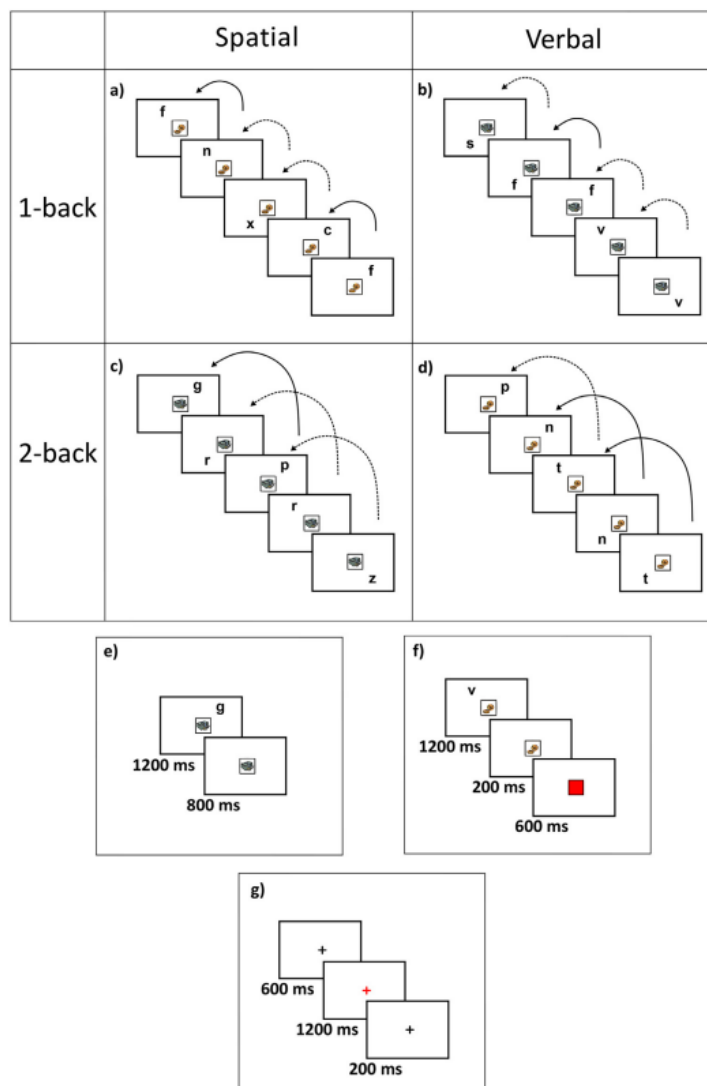 Spatial
Verbal
1-back
a)
f
n
x
c
f
b)
s
f
f
v
v
2-back
c)
g
r
p
r
z
d)
p
n
t
n
t
e)
g
1200 ms
800 ms
f)
v
1200 ms
200 ms
600 ms
g)
+
600 ms
+
1200 ms
+
200 ms